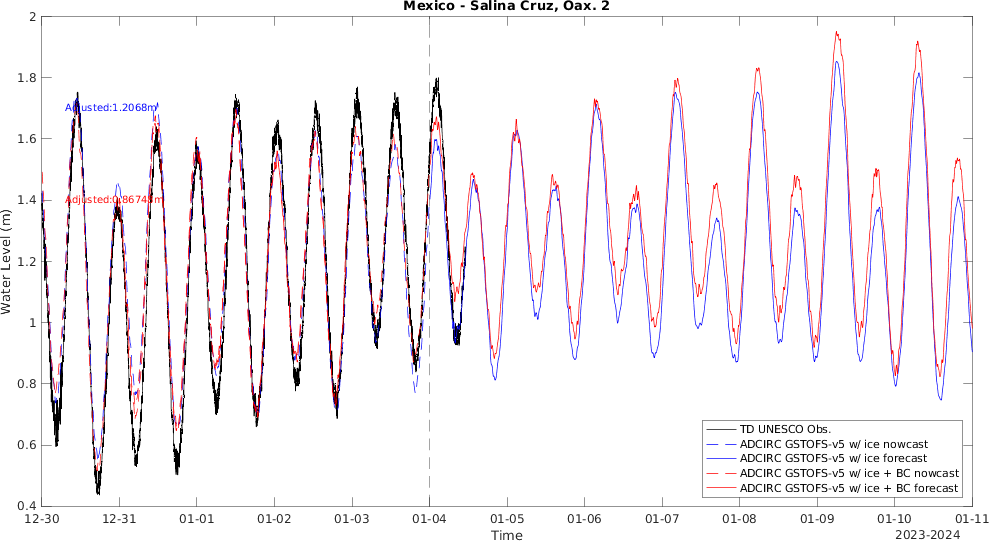 Mexico - Salina Cruz, Oax. 2
Water Level (m)
2
1.8
1.6
1.4
1.2
1
0.8
0.6
0.4
Adjusted:1.2068m
Adjusted:0.86743m
TD UNESCO Obs.
ADCIRC GSTOFS-v5 w/ ice nowcast
ADCIRC GSTOFS-v5 w/ ice forecast
ADCIRC GSTOFS-v5 w/ ice + BC nowcast
ADCIRC GSTOFS-v5 w/ ice + BC forecast
12-30 12-31 01-01 01-02 01-03 01-04 01-05 01-06 01-07 01-08 01-09 01-10 01-11
Time
2023-2024